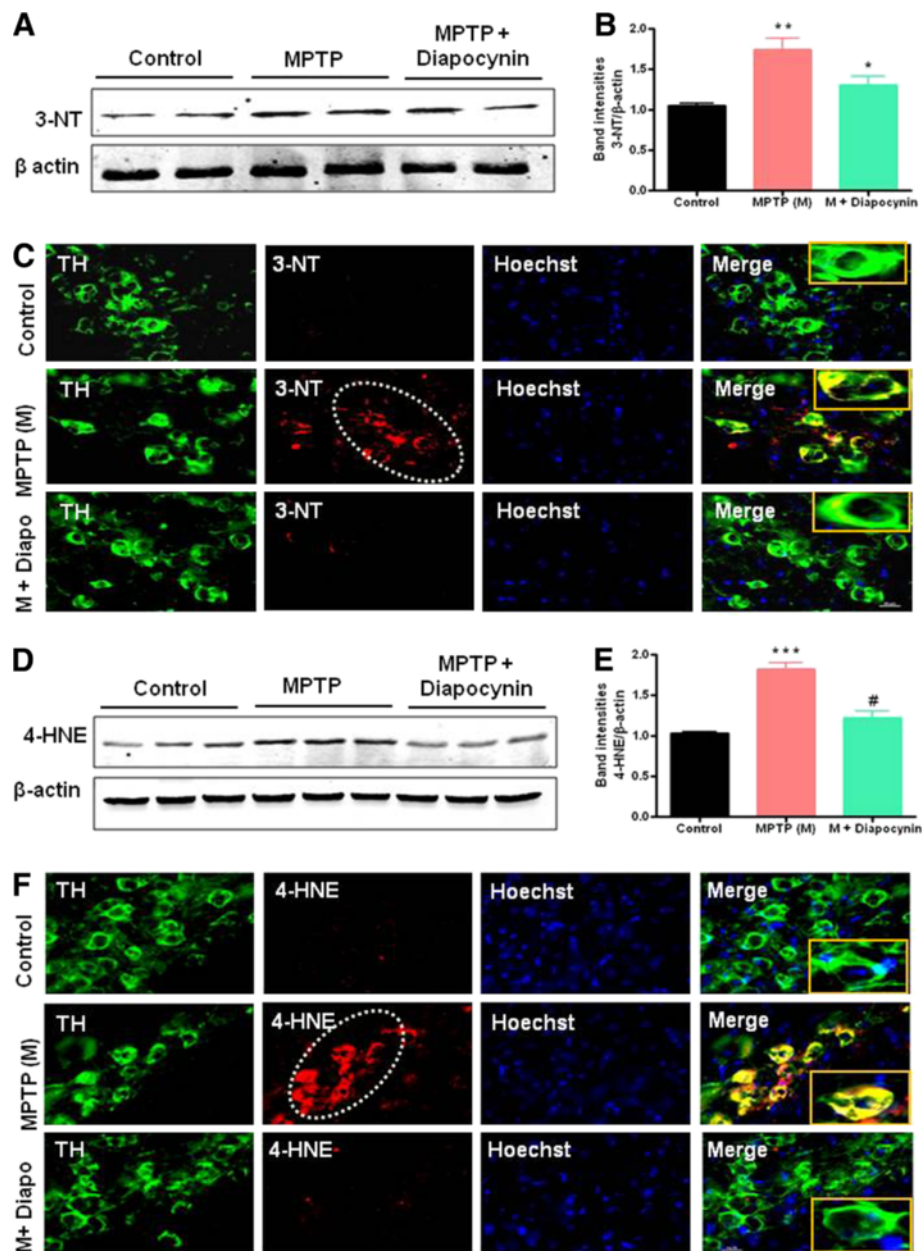 A
Control
MPTP
MPTP +
Diapocynin
3-NT
β actin
B
Band intensities
3-NT/β-actin
2.0
1.5
1.0
0.5
0.0
**
*
Control
MPTP (M)
M + Diapocynin
C
Control
TH
3-NT
Hoechst
Merge
MPTP (M)
TH
3-NT
Hoechst
Merge
M + Diapo
TH
3-NT
Hoechst
Merge
D
Control
MPTP
MPTP +
Diapocynin
4-HNE
β-actin
E
Band intensities
4-HNE/β-actin
2.0
1.5
1.0
0.5
0.0
***
#
Control
MPTP (M)
M + Diapocynin
F
Control
TH
4-HNE
Hoechst
Merge
MPTP (M)
TH
4-HNE
Hoechst
Merge
M+ Diapo
TH
4-HNE
Hoechst
Merge